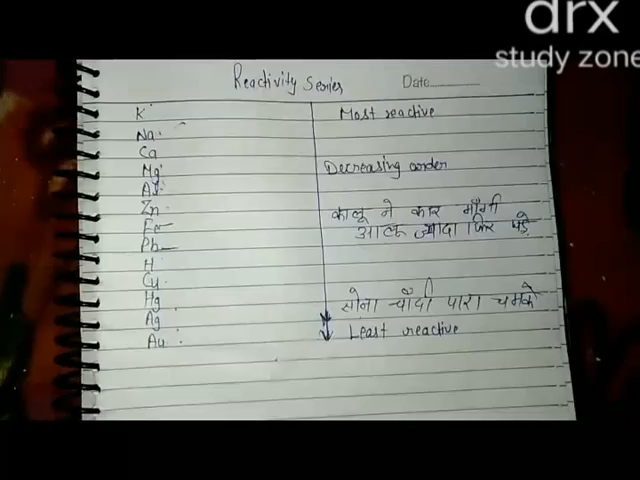 drx
study zone
Reactivity Series
Date
K
Most reactive
Na
Ca
Mg
Decreasing order
Al
Zn
कालू ने कार माँगी
Fe
आलू ज्यादा फिर पड़े
Pb
H
Cu
Hg
सोना चाँदी पारा चमके
Ag
Least reactive
Au